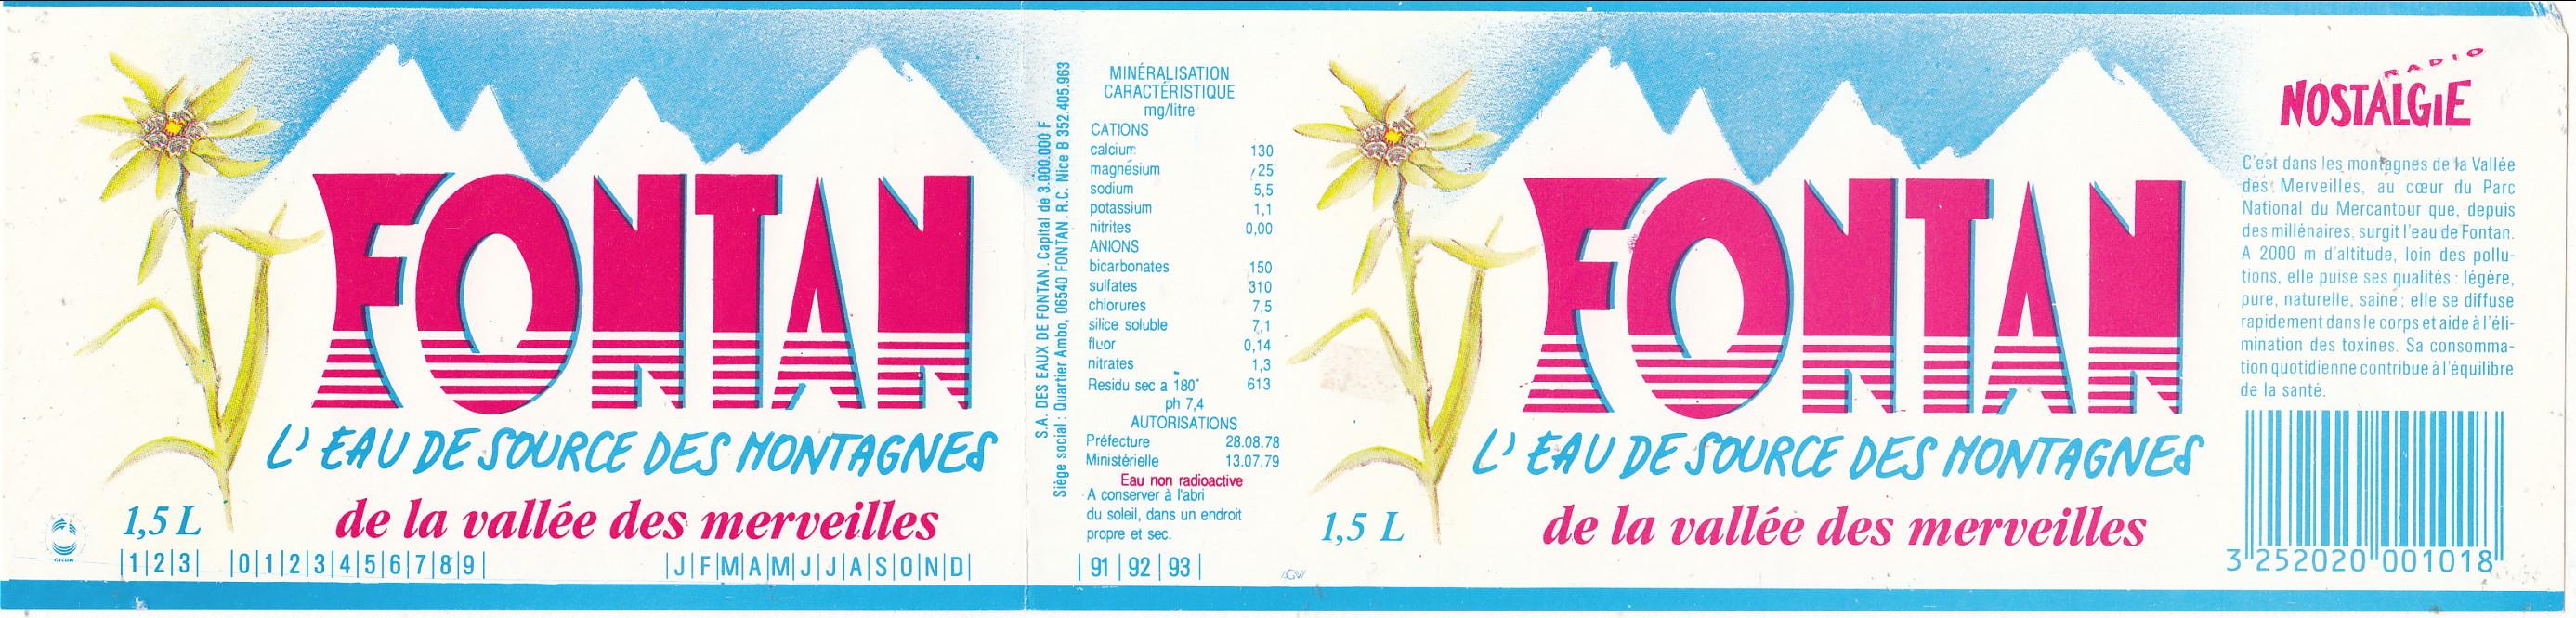 FONTAN
L'EAU DE SOURCE DES MONTAGNES
de la vallée des merveilles
1,5 L
|1|2|3| |0|1|2|3|4|5|6|7|8|9| |J|F|M|A|M|J|J|A|S|O|N|D|
S.A. DES EAUX DE FONTAN. Capital de 3.000.000 F
Siège social : Quartier Ambo, 06540 FONTAN. R.C. Nice B 352.405.963
MINÉRALISATION
CARACTÉRISTIQUE
mg/litre
CATIONS
calcium 130
magnésium 25
sodium 5,5
potassium 1,1
nitrites 0,00
ANIONS
bicarbonates 150
sulfates 310
chlorures 7,5
silice soluble 7,1
fluor 0,14
nitrates 1,3
Residu sec a 180° 613
ph 7,4
AUTORISATIONS
Préfecture 28.08.78
Ministérielle 13.07.79
Eau non radioactive
A conserver à l'abri
du soleil, dans un endroit
propre et sec.
| 91 | 92 | 93 |
FONTAN
L'EAU DE SOURCE DES MONTAGNES
de la vallée des merveilles
1,5 L
RADIO
NOSTALGIE
C'est dans les montagnes de la Vallée
des Merveilles, au cœur du Parc
National du Mercantour que, depuis
des millénaires, surgit l'eau de Fontan.
A 2000 m d'altitude, loin des pollu-
tions, elle puise ses qualités : légère,
pure, naturelle, saine ; elle se diffuse
rapidement dans le corps et aide à l'éli-
mination des toxines. Sa consomma-
tion quotidienne contribue à l'équilibre
de la santé.
3 252020 001018